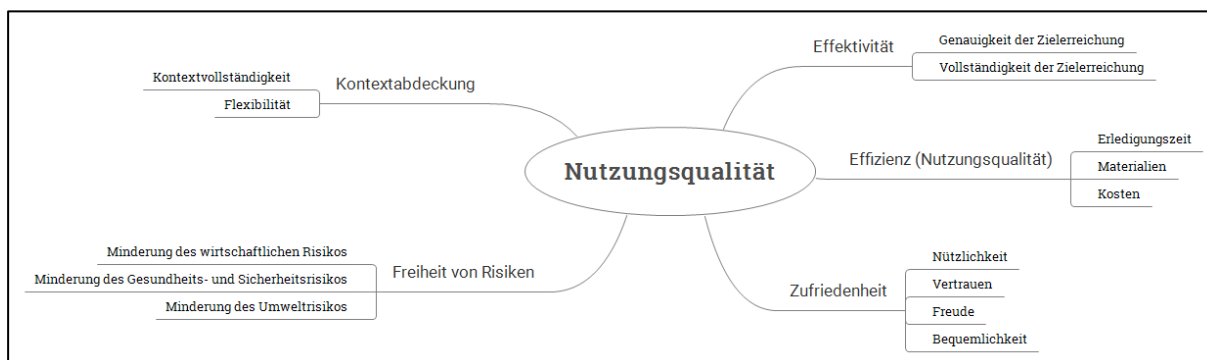 Nutzungsqualität
Effektivität
Genauigkeit der Zielerreichung
Vollständigkeit der Zielerreichung
Effizienz (Nutzungsqualität)
Erledigungszeit
Materialien
Kosten
Zufriedenheit
Nützlichkeit
Vertrauen
Freude
Bequemlichkeit
Freiheit von Risiken
Minderung des wirtschaftlichen Risikos
Minderung des Gesundheits- und Sicherheitsrisikos
Minderung des Umweltrisikos
Kontextabdeckung
Kontextvollständigkeit
Flexibilität